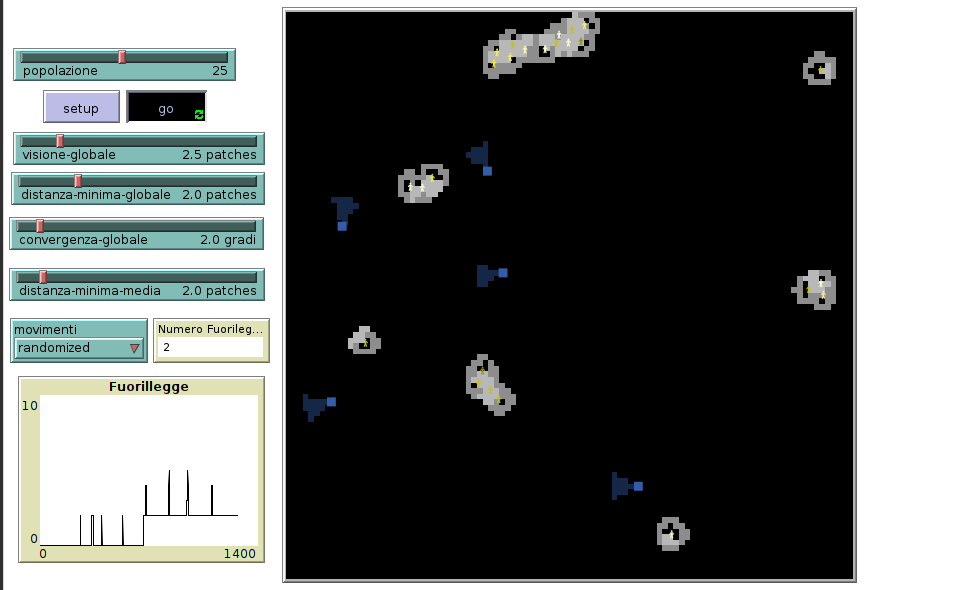 popolazione 25
setup go
visione-globale 2.5 patches
distanza-minima-globale 2.0 patches
convergenza-globale 2.0 gradi
distanza-minima-media 2.0 patches
movimenti
randomized
Numero Fuorileg...
2
Fuorillegge
10
0
0 1400